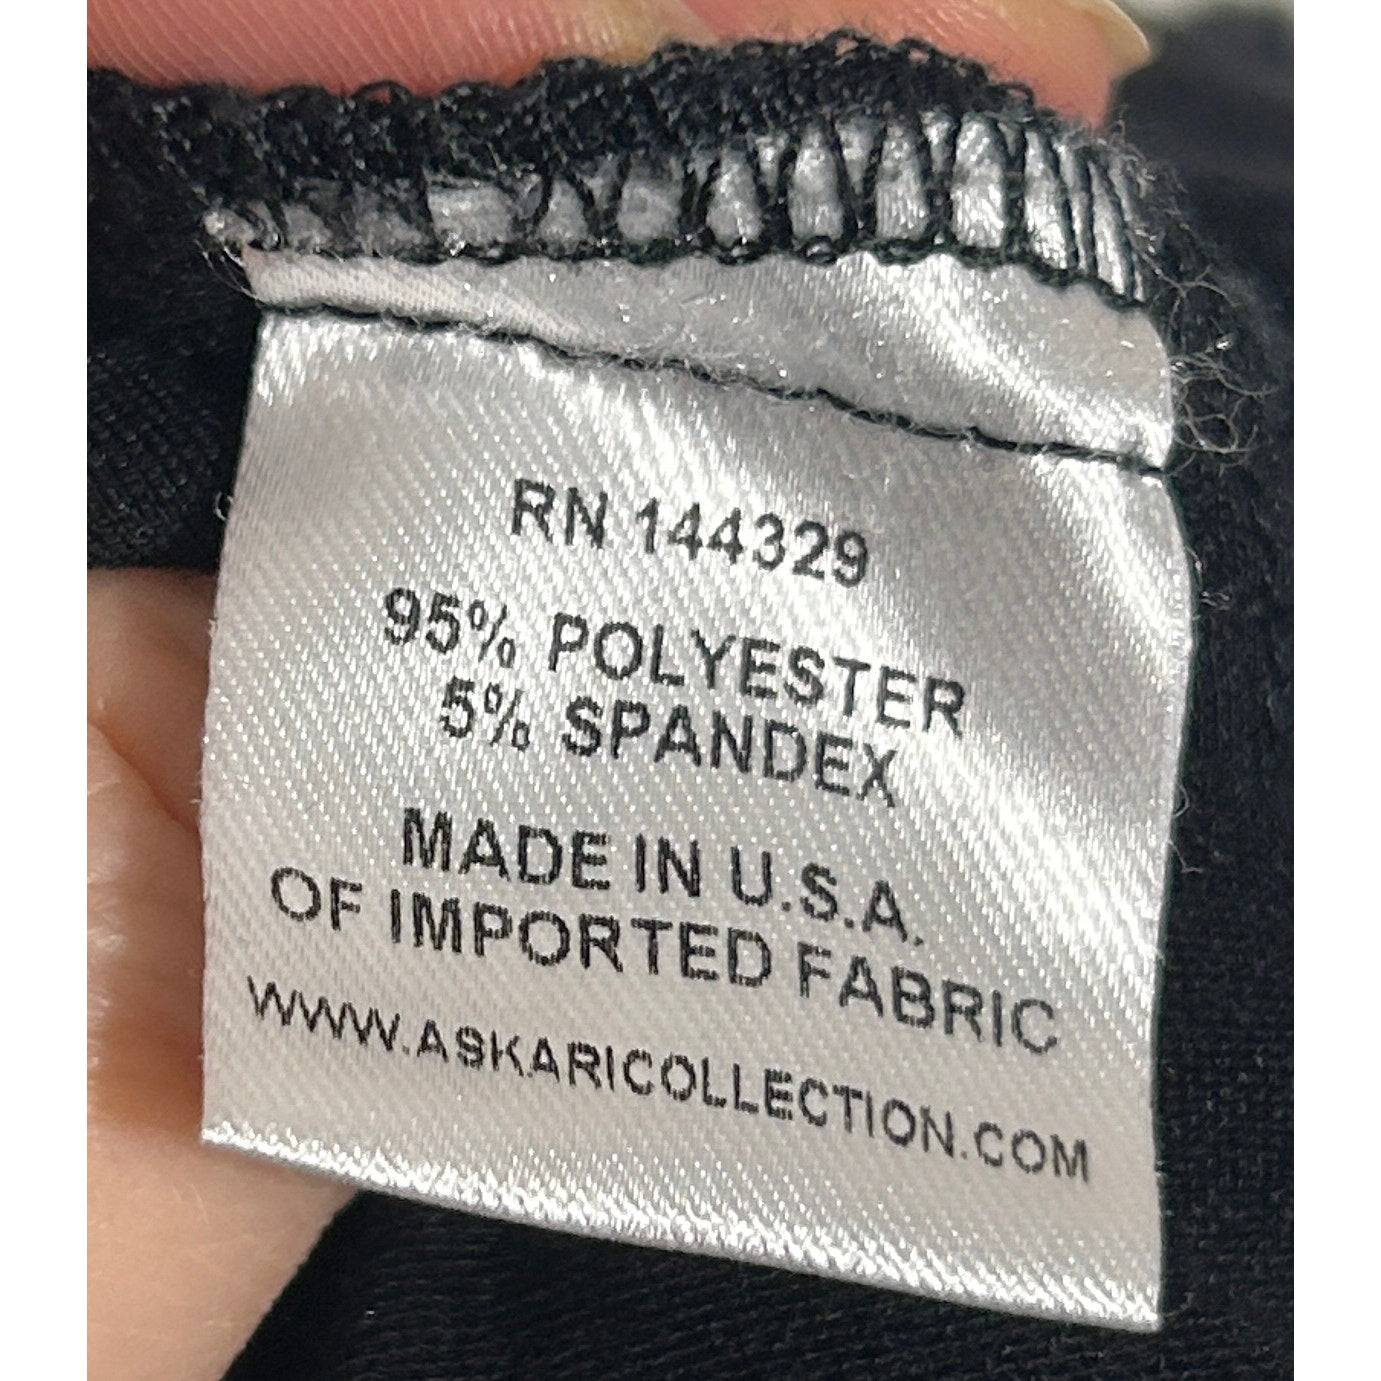 RN 144329
95% POLYESTER
5% SPANDEX
MADE IN U.S.A.
OF IMPORTED FABRIC
WWW.ASKARICOLLECTION.COM